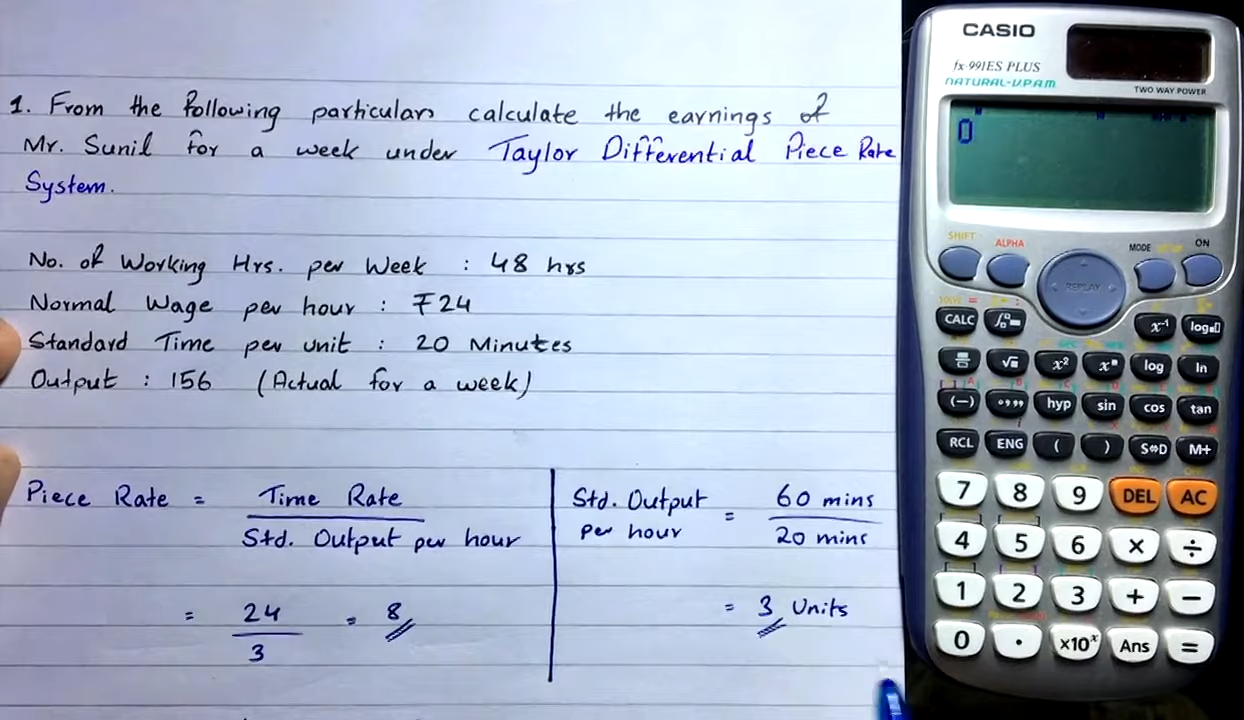 1. From the following particulars calculate the earnings of
Mr. Sunil for a week under Taylor Differential Piece Rate
System.
No. of Working Hrs. per Week : 48 hrs
Normal Wage per hour : ₹24
Standard Time per unit : 20 Minutes
Output : 156 (Actual for a week)
Piece Rate = Time Rate
Std. Output per hour
= 24
3
= 8
Std. Output
per hour
= 60 mins
20 mins
= 3 Units
CASIO
fx-991ES PLUS
NATURAL-V.P.A.M.
TWO WAY POWER
0
SHIFT ALPHA MODE SETUP ON
REPLAY
SOLVE =
CALC x⁻¹ log
√ x² log ln
(−) hyp sin cos tan
RCL ENG ( ) S⇔D M+
7 8 9 DEL AC
4 5 6 × ÷
1 2 3 + −
0 . ×10ˣ Ans =